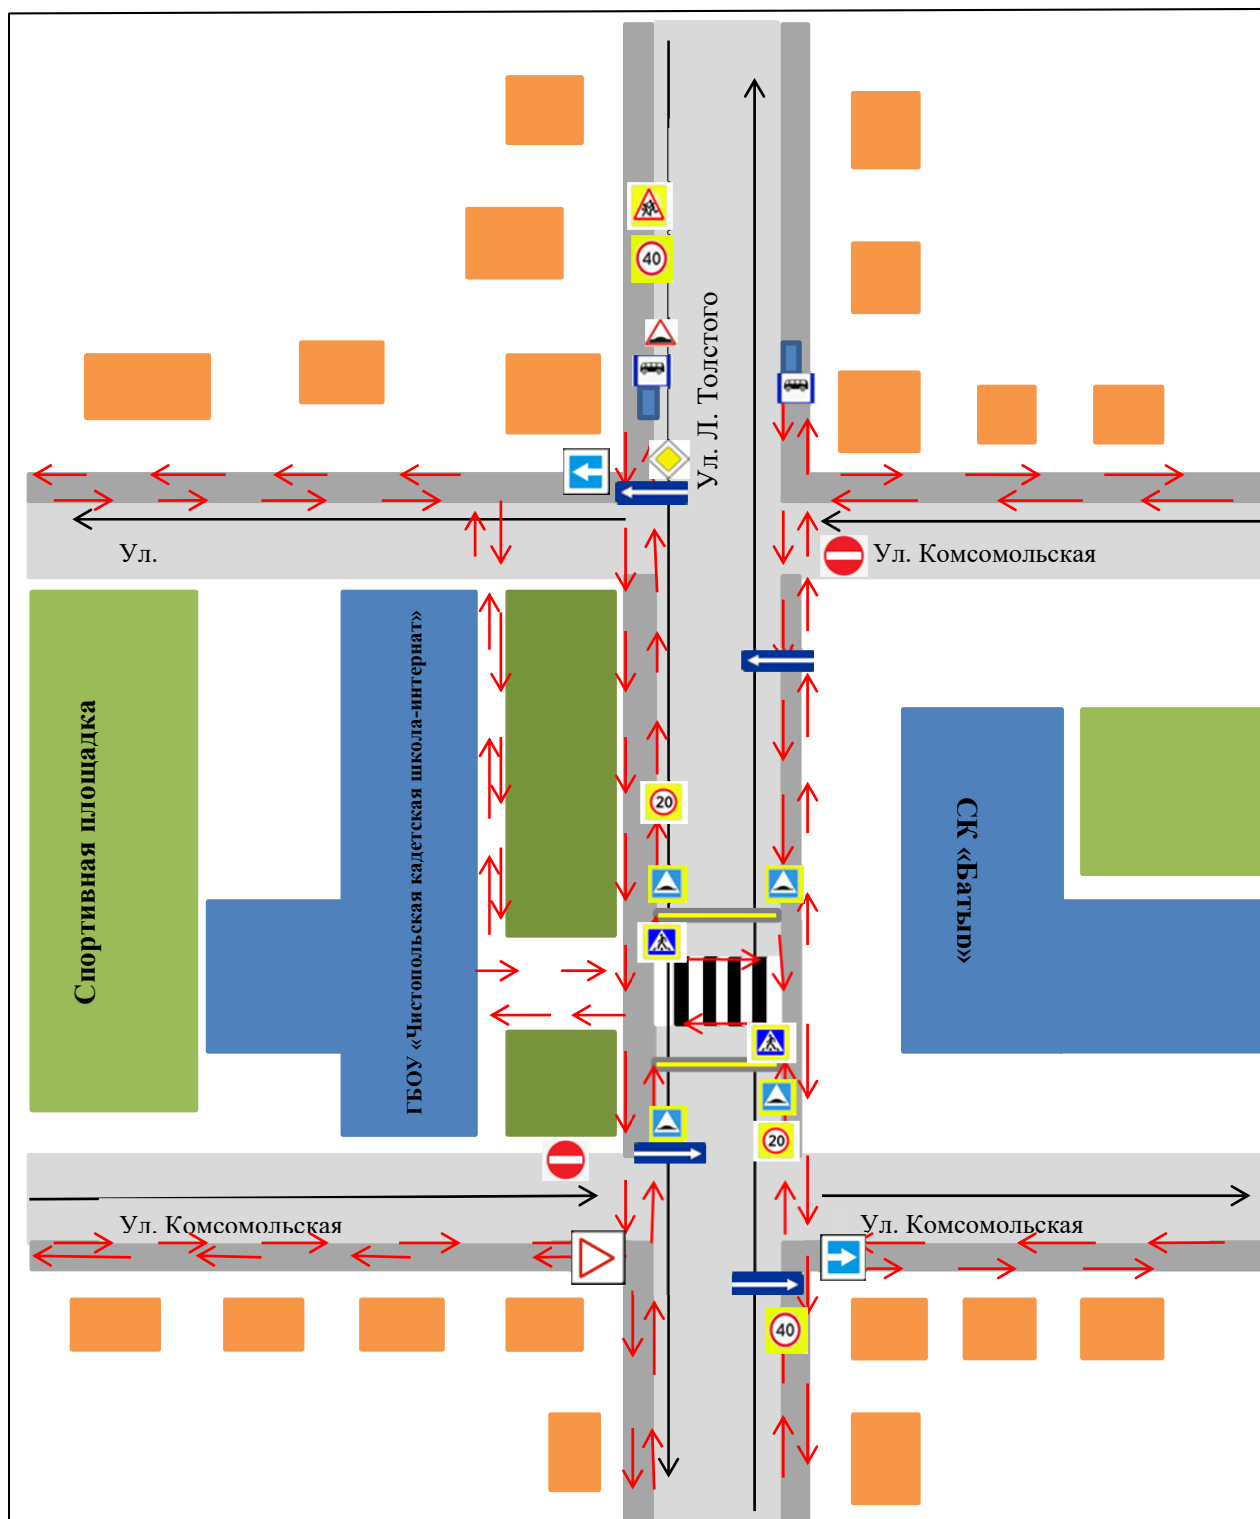 40
Ул. Л. Толстого
Ул.
Ул. Комсомольская
Спортивная площадка
ГБОУ «Чистопольская кадетская школа-интернат»
20
СК «Батыр»
20
Ул. Комсомольская
Ул. Комсомольская
40